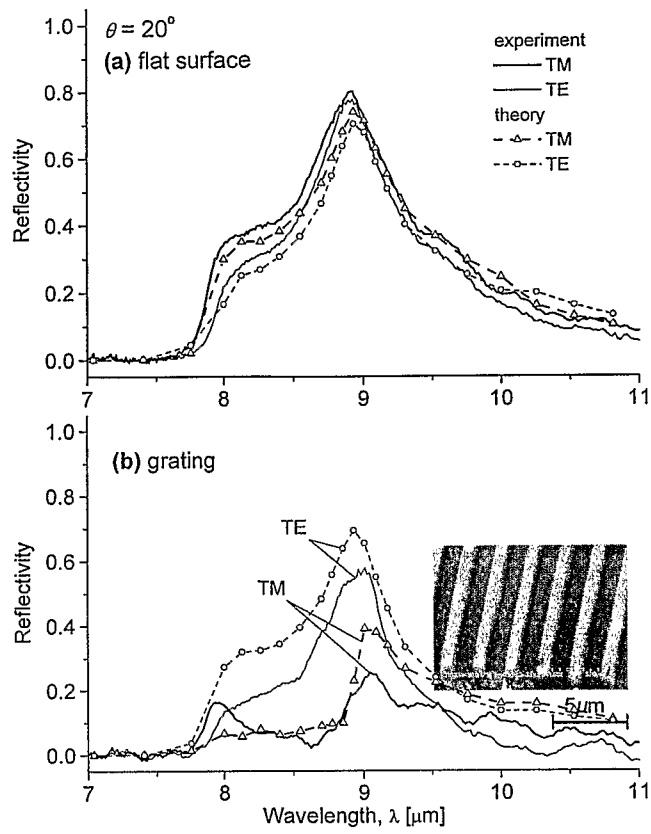 θ = 20°
(a) flat surface
experiment
TM
TE
theory
TM
TE
Reflectivity
1.0
0.8
0.6
0.4
0.2
0.0
7 8 9 10 11
(b) grating
TE
TM
5μm
Reflectivity
1.0
0.8
0.6
0.4
0.2
0.0
7 8 9 10 11
Wavelength, λ [μm]